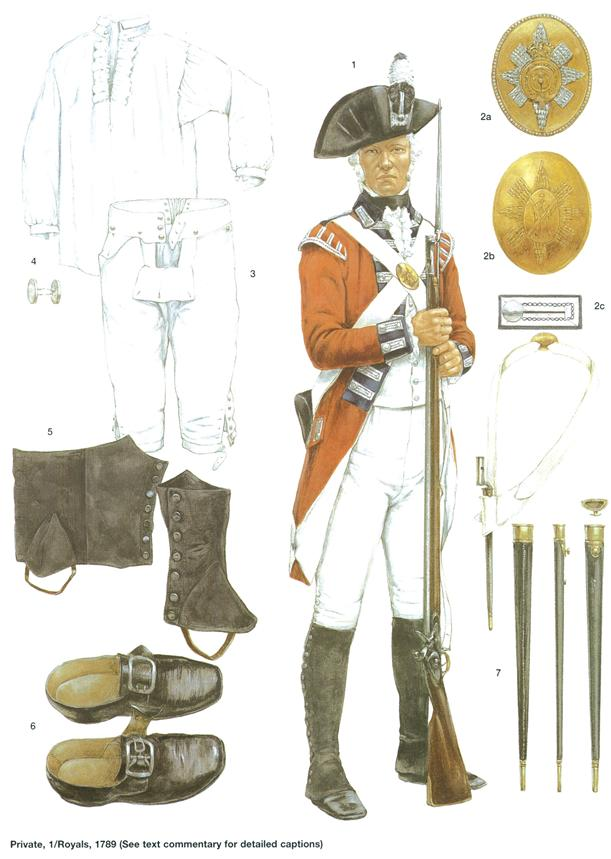 1
2a
2b
2c
3
4
5
6
7
Private, 1/Royals, 1789 (See text commentary for detailed captions)